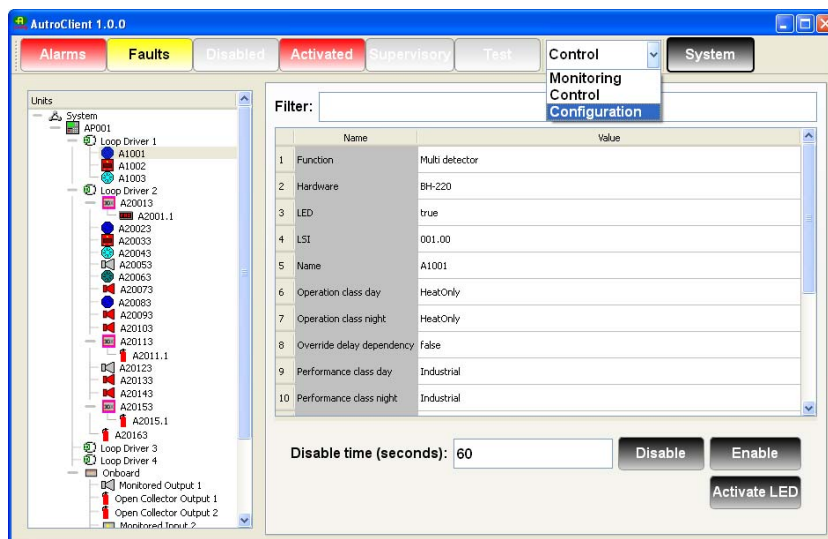 AutroClient 1.0.0
Alarms Faults Disabled Activated Supervisory Test Control System
Monitoring
Control
Configuration
Units
System
AP001
Loop Driver 1
A1001
A1002
A1003
Loop Driver 2
A20013
A2001.1
A20023
A20033
A20043
A20053
A20063
A20073
A20083
A20093
A20103
A20113
A2011.1
A20123
A20133
A20143
A20153
A2015.1
A20163
Loop Driver 3
Loop Driver 4
Onboard
Monitored Output 1
Open Collector Output 1
Open Collector Output 2
Monitored Input 2
Filter:
Name Value
1 Function Multi detector
2 Hardware BH-220
3 LED true
4 LSI 001.00
5 Name A1001
6 Operation class day HeatOnly
7 Operation class night HeatOnly
8 Override delay dependency false
9 Performance class day Industrial
10 Performance class night Industrial
Disable time (seconds): 60 Disable Enable
Activate LED